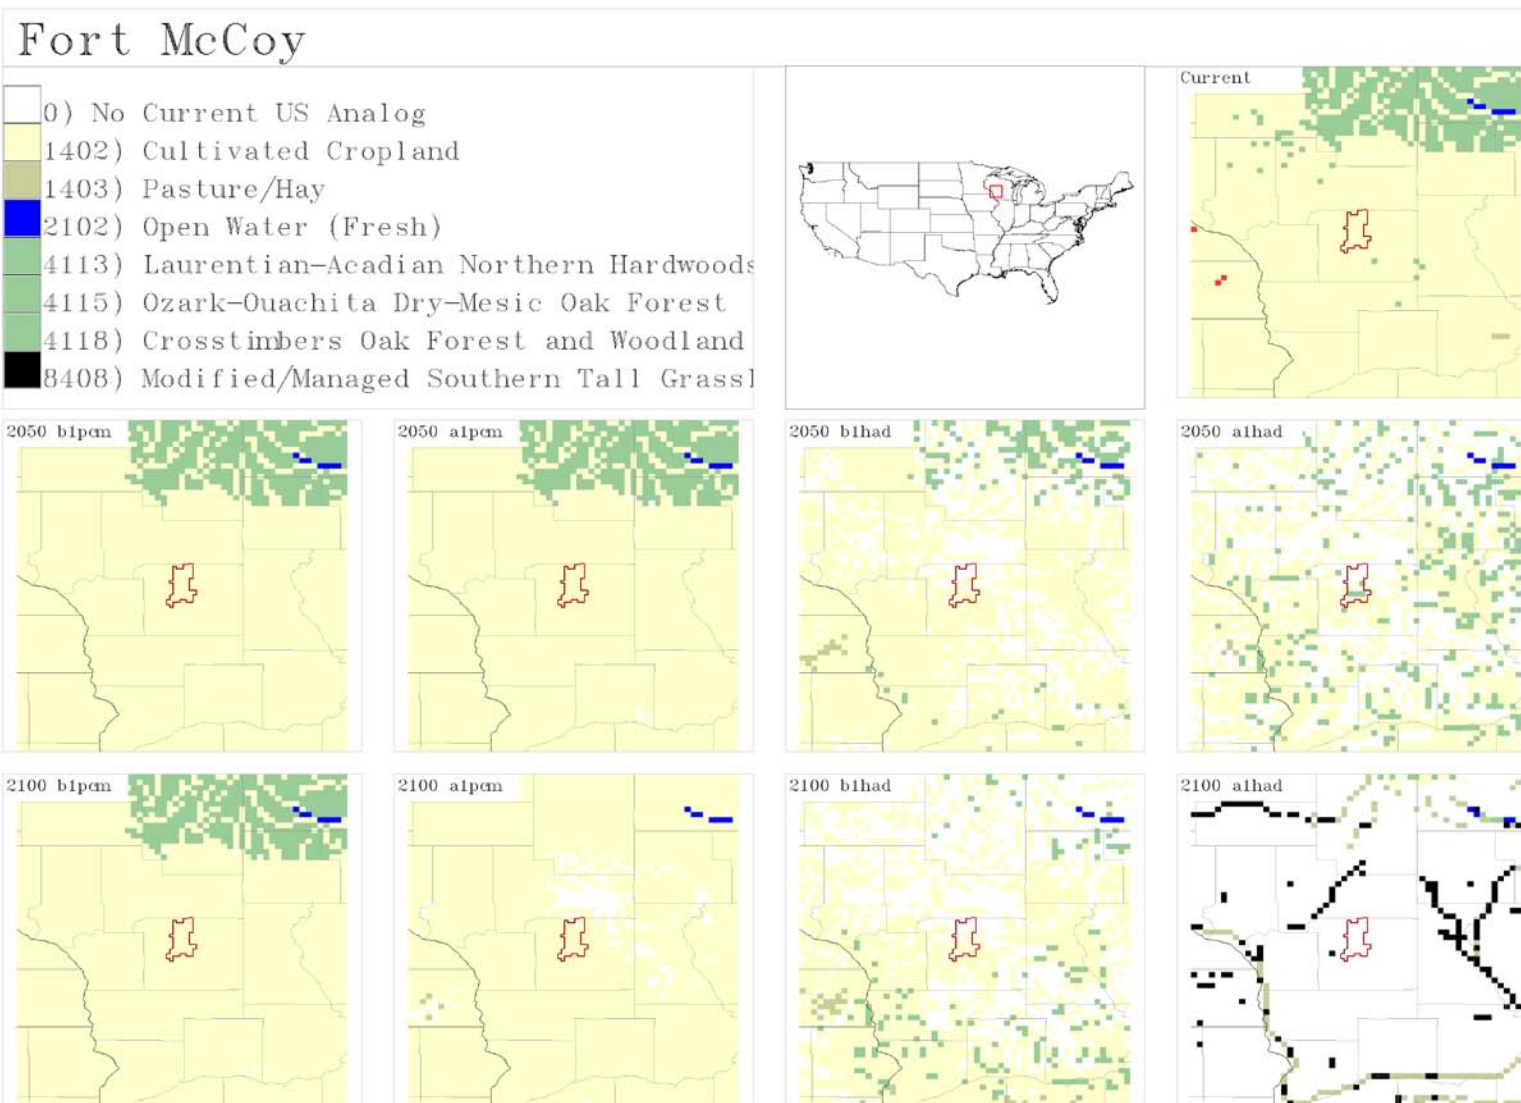 Fort McCoy
0) No Current US Analog
1402) Cultivated Cropland
1403) Pasture/Hay
2102) Open Water (Fresh)
4113) Laurentian-Acadian Northern Hardwoods
4115) Ozark-Ouachita Dry-Mesic Oak Forest
4118) Crosstimbers Oak Forest and Woodland
8408) Modified/Managed Southern Tall Grassl
Current
2050 b1pcm
2050 a1pcm
2050 b1had
2050 a1had
2100 b1pcm
2100 a1pcm
2100 b1had
2100 a1had